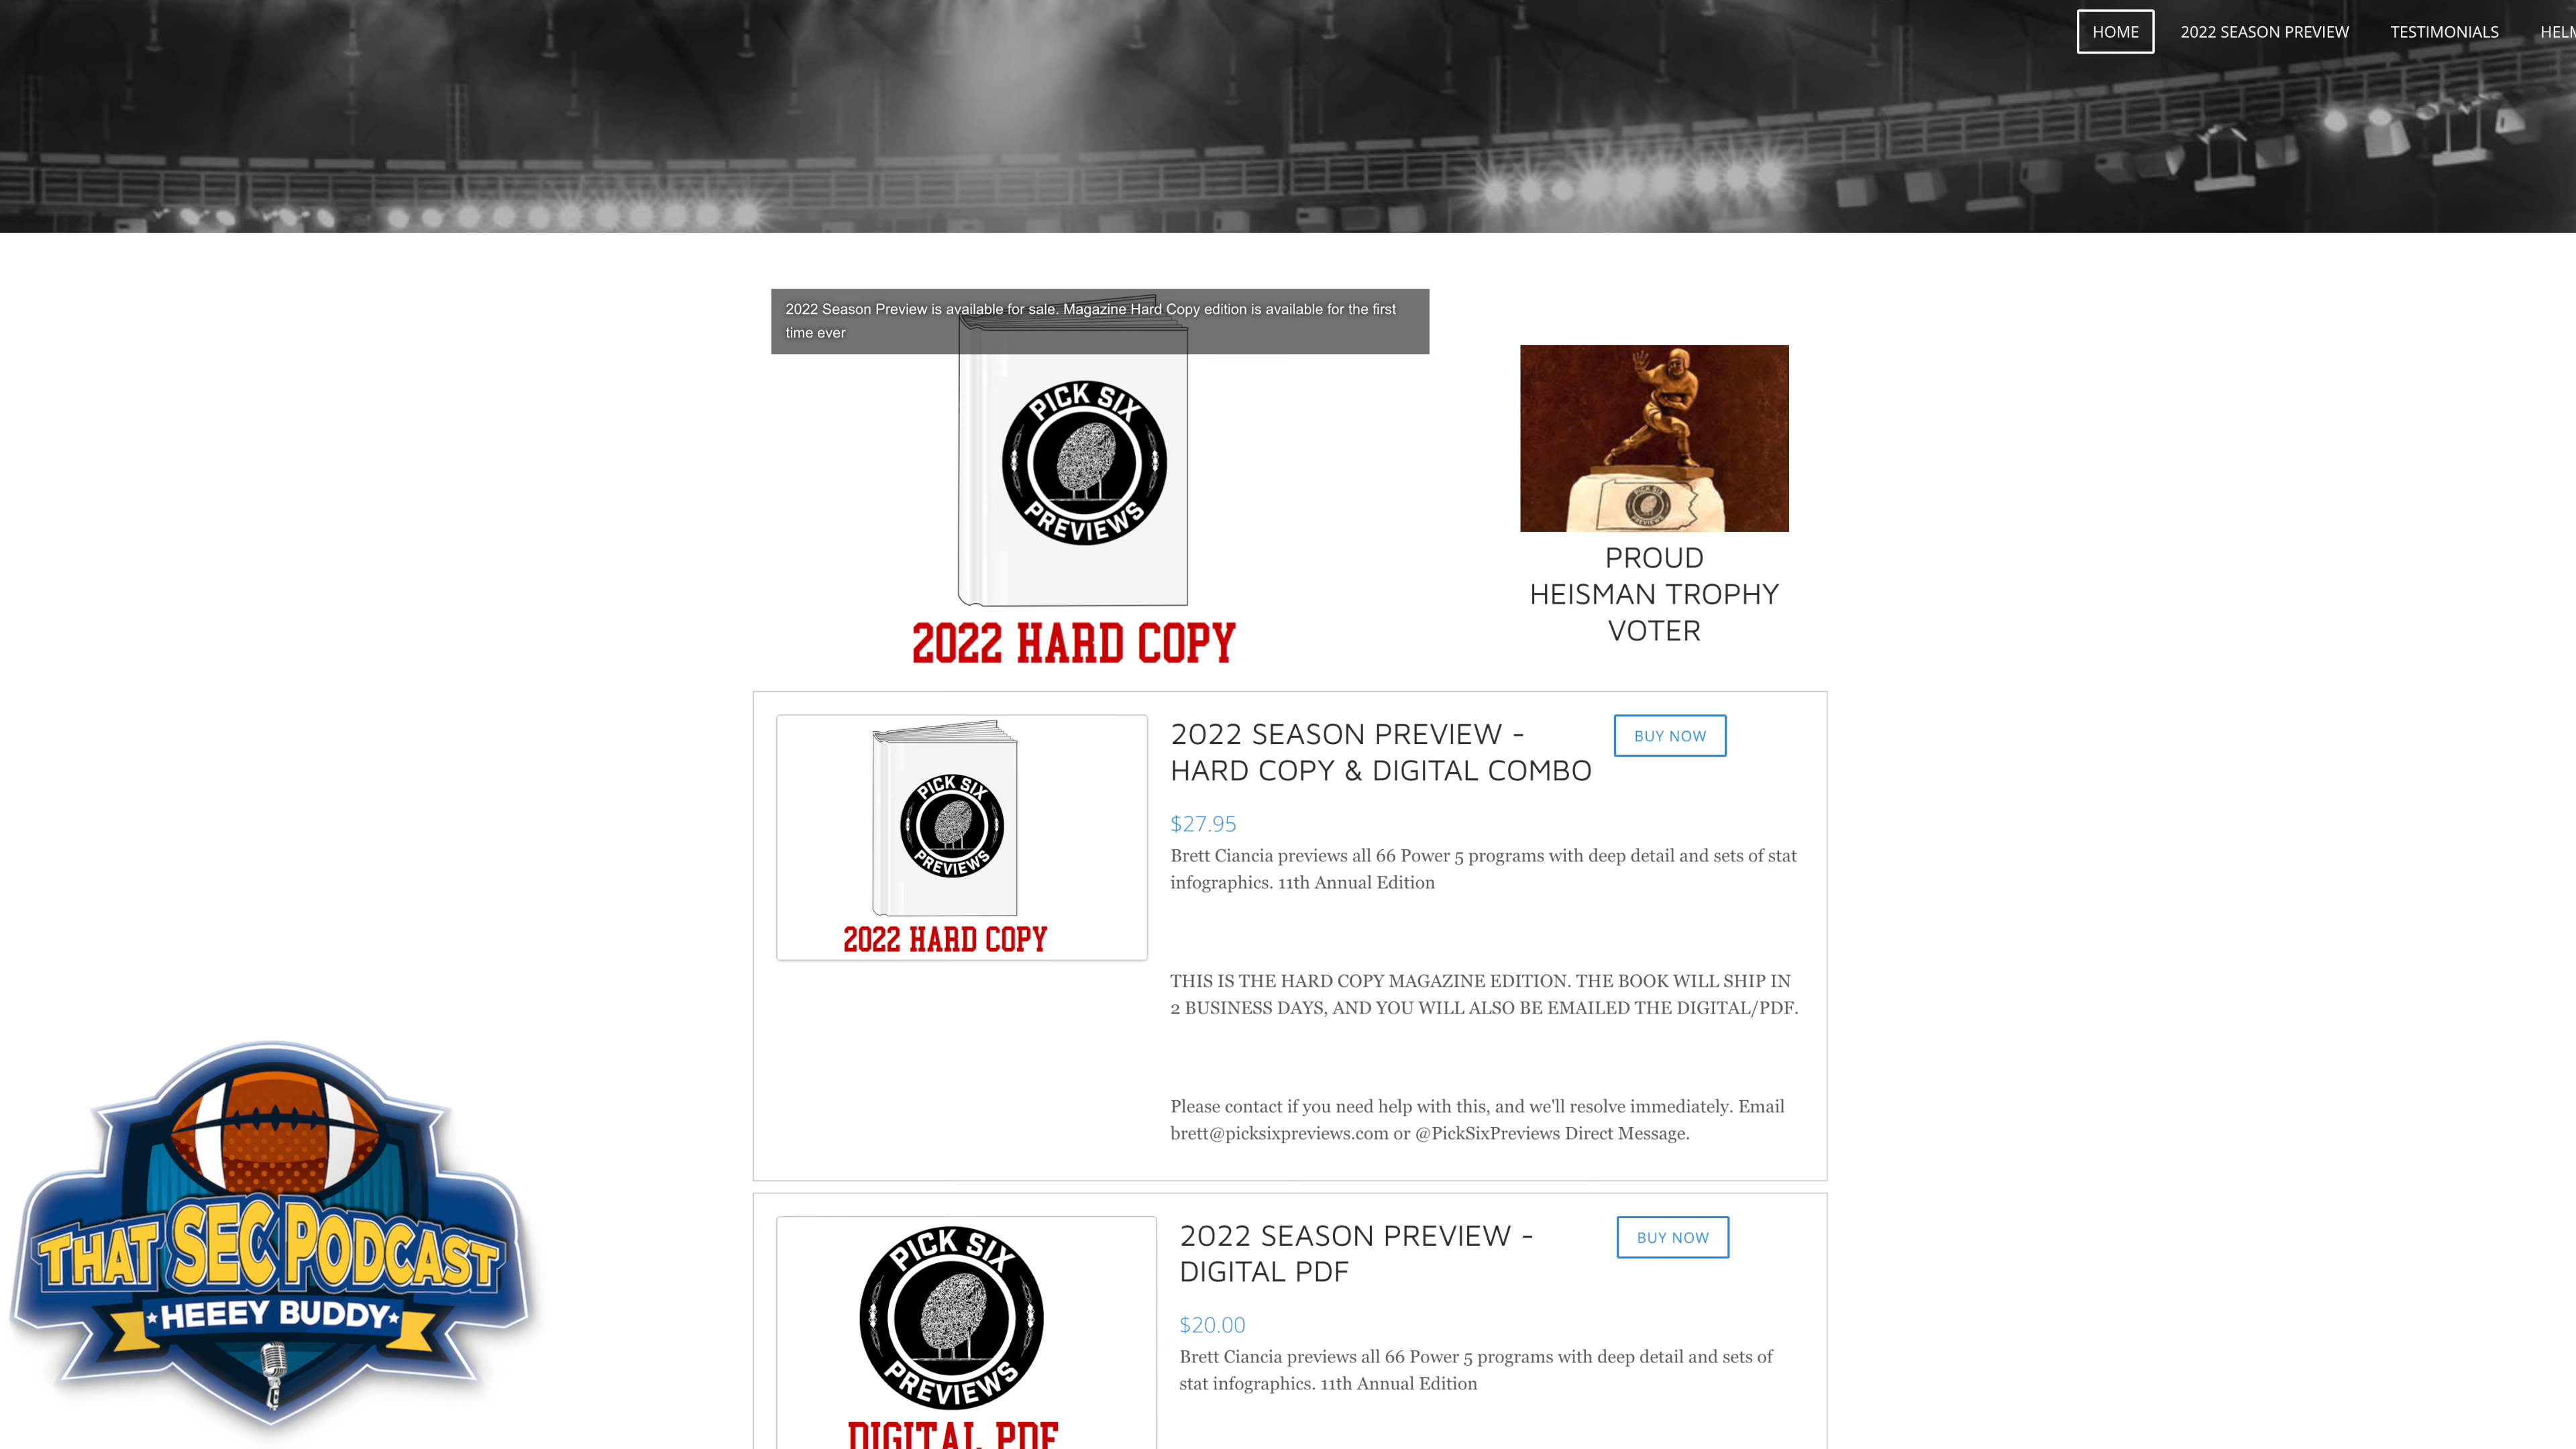 HOME
2022 SEASON PREVIEW
TESTIMONIALS
2022 Season Preview is available for sale. Magazine Hard Copy edition is available for the first
time ever
PICK SIX
PREVIEWS
2022 HARD COPY
PICK SIX
PREVIEWS
PROUD
HEISMAN TROPHY
VOTER
PICK SIX
PREVIEWS
2022 HARD COPY
2022 SEASON PREVIEW -
HARD COPY & DIGITAL COMBO
BUY NOW
$27.95
Brett Ciancia previews all 66 Power 5 programs with deep detail and sets of stat
infographics. 11th Annual Edition
THIS IS THE HARD COPY MAGAZINE EDITION. THE BOOK WILL SHIP IN
2 BUSINESS DAYS, AND YOU WILL ALSO BE EMAILED THE DIGITAL/PDF.
Please contact if you need help with this, and we'll resolve immediately. Email
brett@picksixpreviews.com or @PickSixPreviews Direct Message.
THAT SEC PODCAST
HEEEY BUDDY
PICK SIX
PREVIEWS
DIGITAL PDF
2022 SEASON PREVIEW -
DIGITAL PDF
BUY NOW
$20.00
Brett Ciancia previews all 66 Power 5 programs with deep detail and sets of
stat infographics. 11th Annual Edition